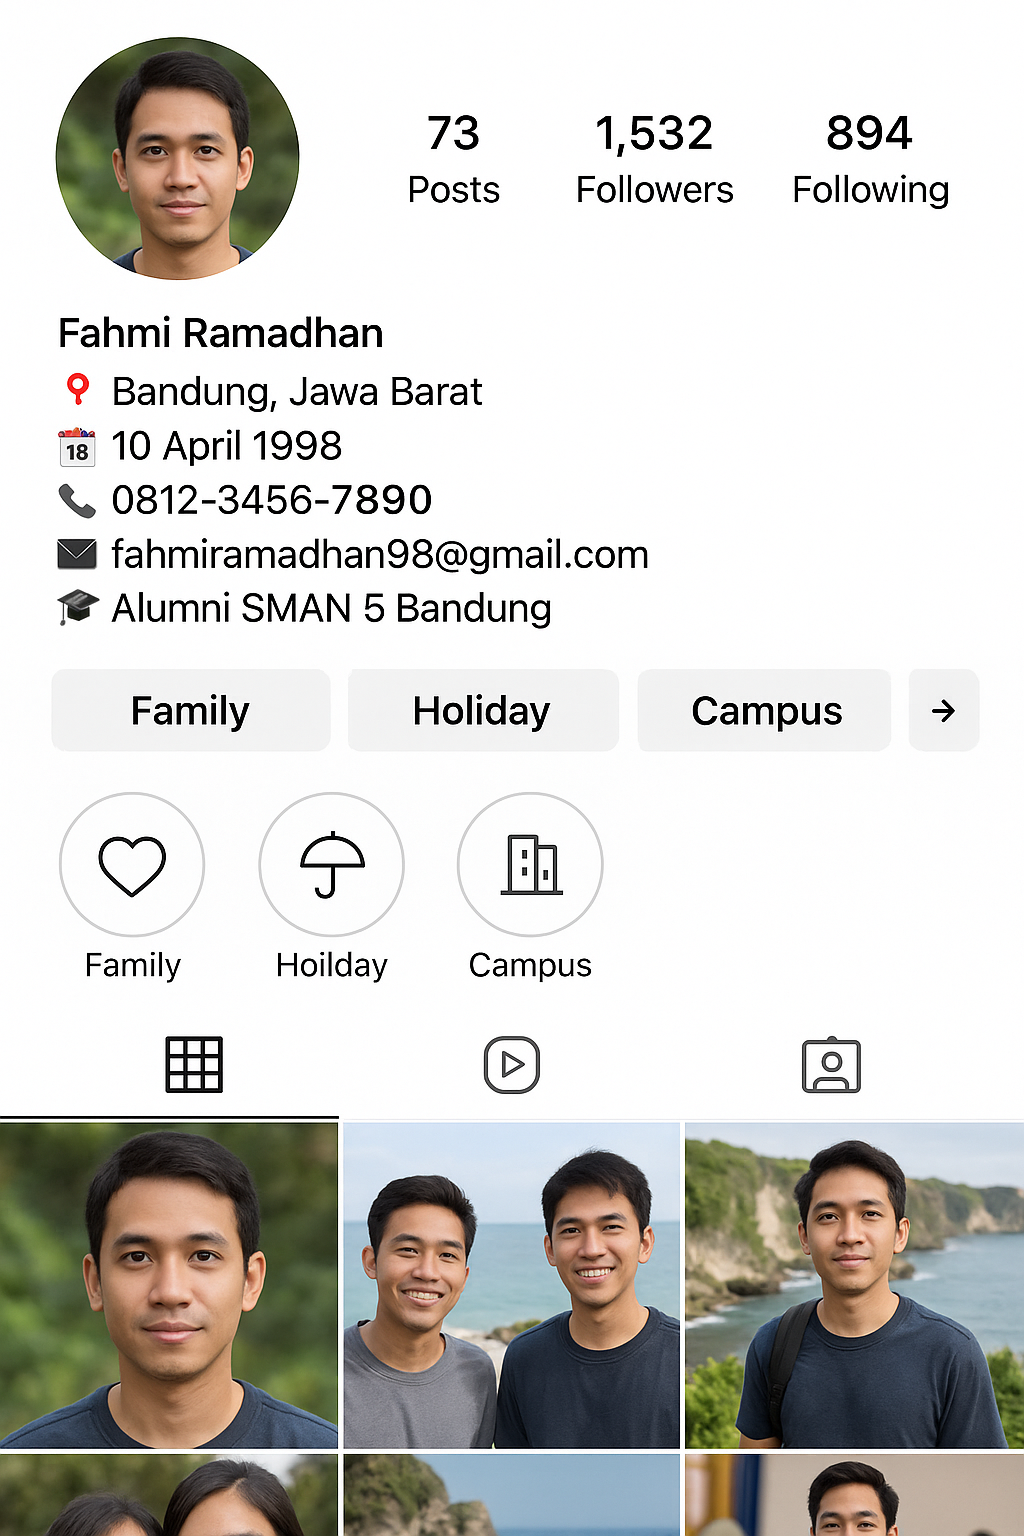 73 1,532 894
Posts Followers Following
Fahmi Ramadhan
Bandung, Jawa Barat
18 10 April 1998
0812-3456-7890
fahmiramadhan98@gmail.com
Alumni SMAN 5 Bandung
Family Holiday Campus →
Family Hoilday Campus